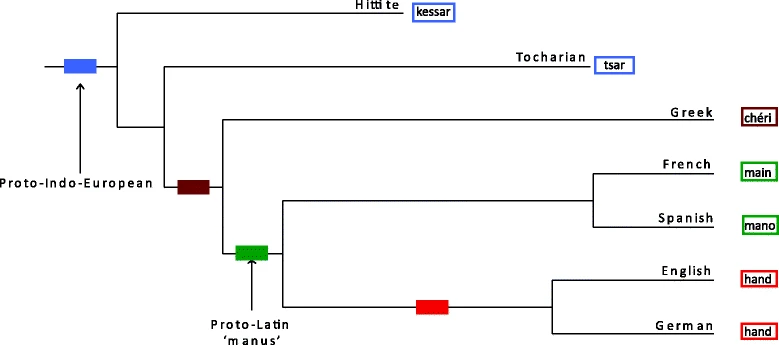 Hittite
kessar
Tocharian
tsar
Greek
chéri
French
main
Proto-Indo-European
Spanish
mano
English
hand
Proto-Latin
‘manus’
German
hand